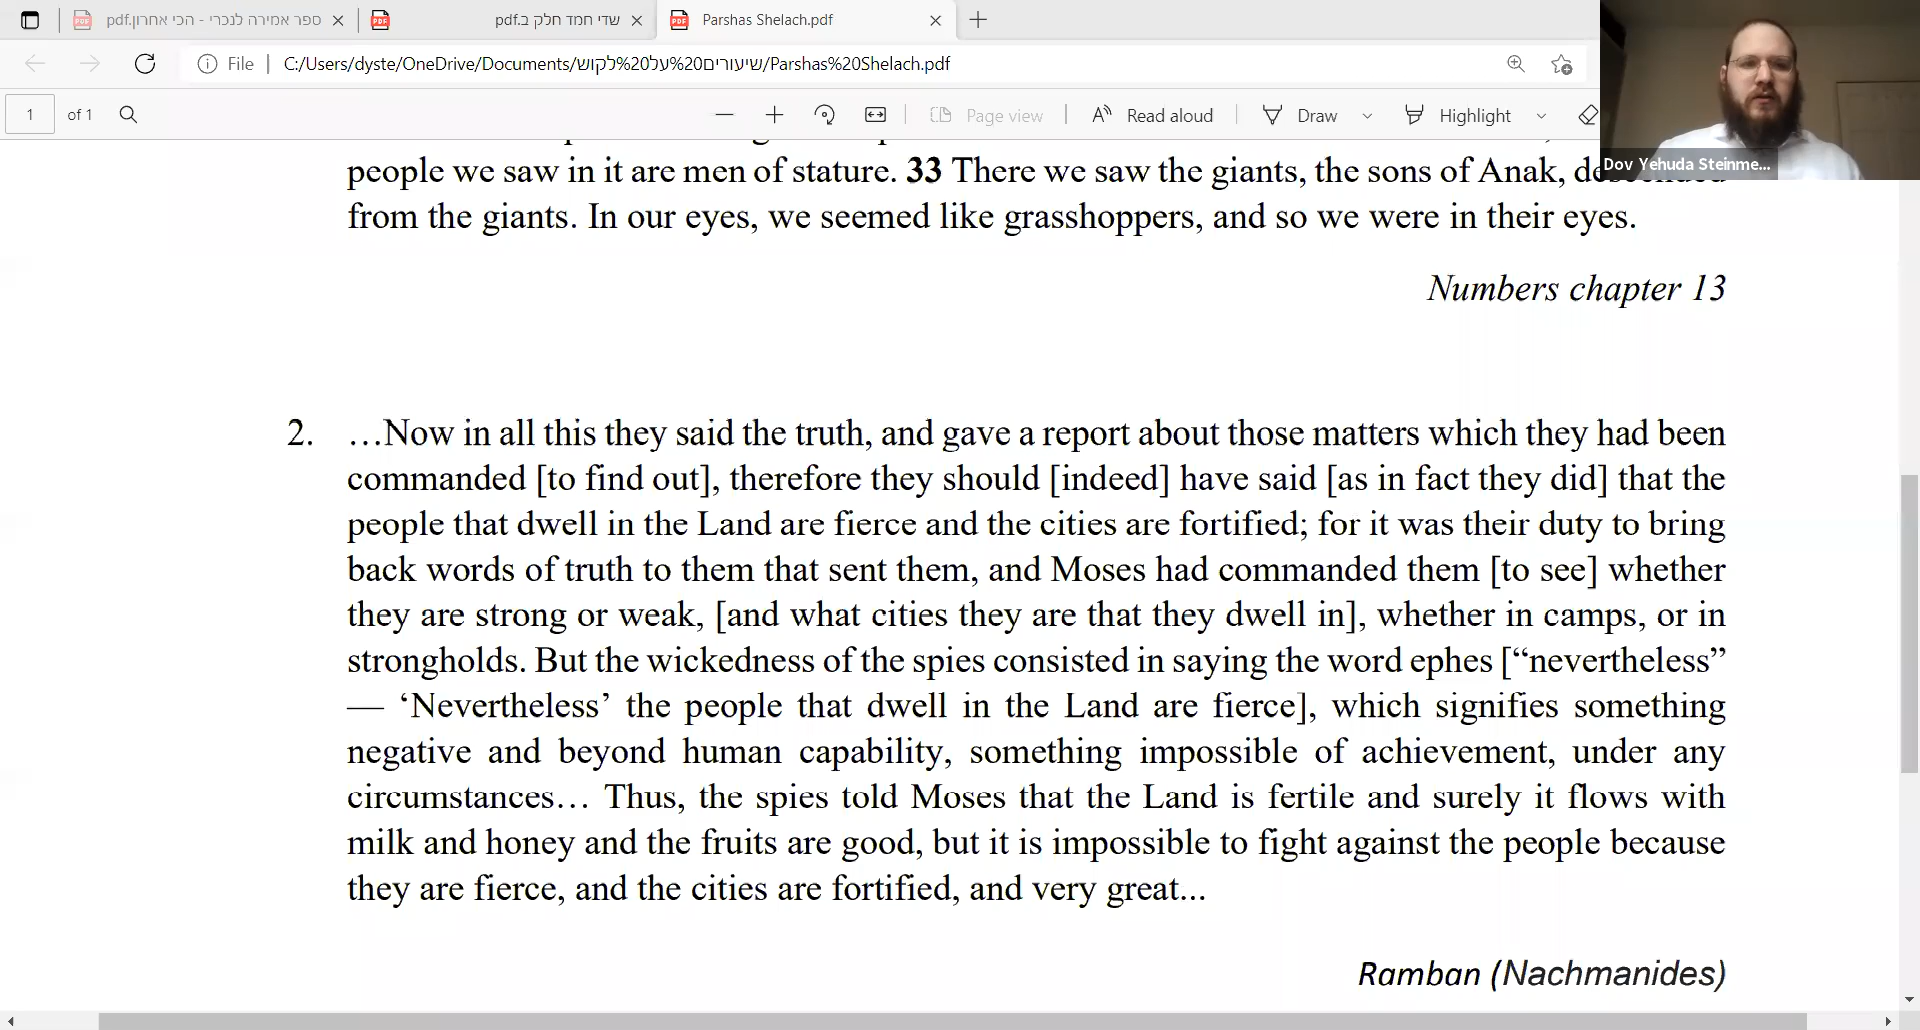 ספר אמירה לנכרי - הכי אחרון.pdf
שדי חמד חלק ב.pdf
Parshas Shelach.pdf
File
C:/Users/dyste/OneDrive/Documents/שיעורים%20על%20לקוש/Parshas%20Shelach.pdf
1 of 1
Page view
Read aloud
Draw
Highlight
Dov Yehuda Steinme...
people we saw in it are men of stature. 33 There we saw the giants, the sons of Anak,
from the giants. In our eyes, we seemed like grasshoppers, and so we were in their eyes.
Numbers chapter 13
2. …Now in all this they said the truth, and gave a report about those matters which they had been
commanded [to find out], therefore they should [indeed] have said [as in fact they did] that the
people that dwell in the Land are fierce and the cities are fortified; for it was their duty to bring
back words of truth to them that sent them, and Moses had commanded them [to see] whether
they are strong or weak, [and what cities they are that they dwell in], whether in camps, or in
strongholds. But the wickedness of the spies consisted in saying the word ephes [“nevertheless”
— ‘Nevertheless’ the people that dwell in the Land are fierce], which signifies something
negative and beyond human capability, something impossible of achievement, under any
circumstances… Thus, the spies told Moses that the Land is fertile and surely it flows with
milk and honey and the fruits are good, but it is impossible to fight against the people because
they are fierce, and the cities are fortified, and very great...
Ramban (Nachmanides)